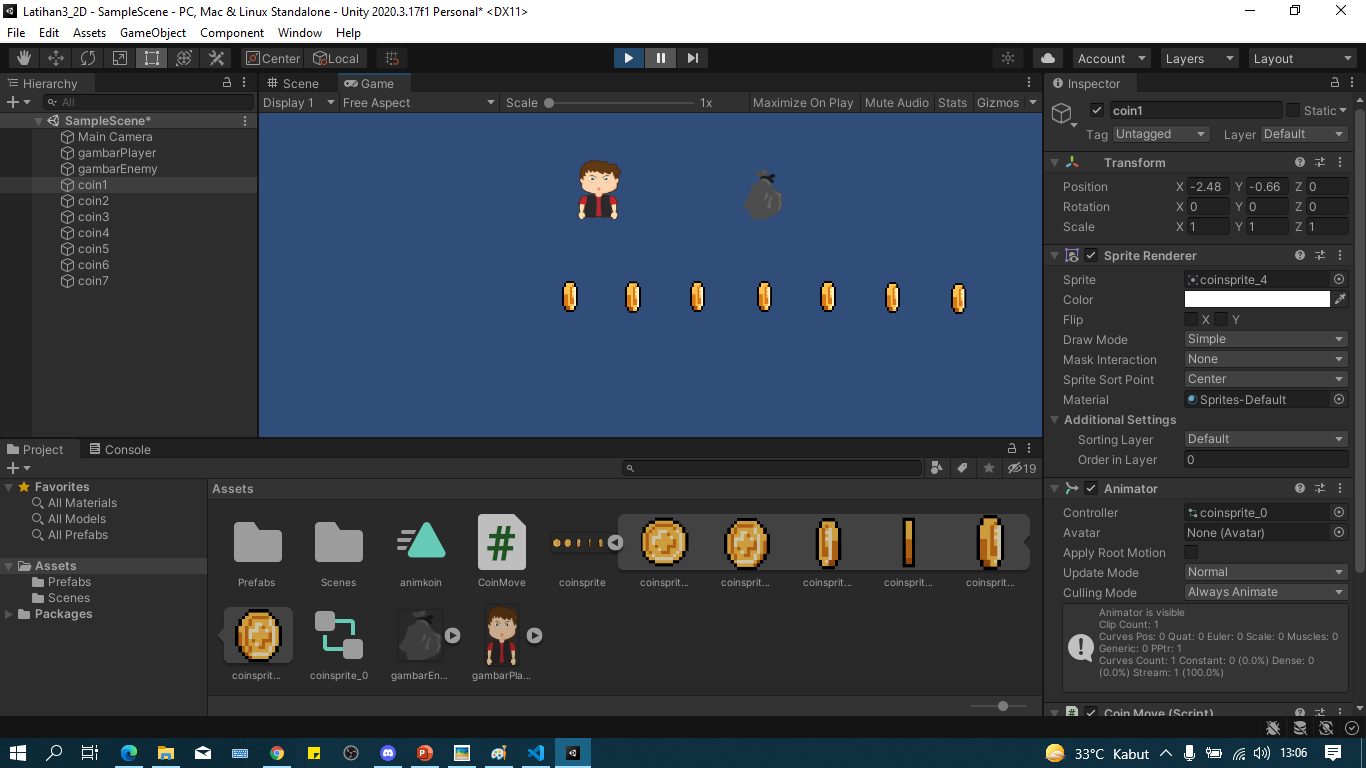 Latihan3_2D - SampleScene - PC, Mac & Linux Standalone - Unity 2020.3.17f1 Personal* <DX11>
File Edit Assets GameObject Component Window Help
Center Local Account Layers Layout
Hierarchy
All
SampleScene*
Main Camera
gambarPlayer
gambarEnemy
coin1
coin2
coin3
coin4
coin5
coin6
coin7
Scene Game
Display 1 Free Aspect Scale 1x Maximize On Play Mute Audio Stats Gizmos
Project Console
19
Favorites
All Materials
All Models
All Prefabs
Assets
Prefabs
Scenes
Packages
Assets
Prefabs Scenes animkoin CoinMove coinsprite coinsprit... coinsprit... coinsprit... coinsprit... coinsprit...
coinsprit... coinsprite_0 gambarEn... gambarPla...
Inspector
coin1 Static
Tag Untagged Layer Default
Transform
Position X -2.48 Y -0.66 Z 0
Rotation X 0 Y 0 Z 0
Scale X 1 Y 1 Z 1
Sprite Renderer
Sprite coinsprite_4
Color
Flip X Y
Draw Mode Simple
Mask Interaction None
Sprite Sort Point Center
Material Sprites-Default
Additional Settings
Sorting Layer Default
Order in Layer 0
Animator
Controller coinsprite_0
Avatar None (Avatar)
Apply Root Motion
Update Mode Normal
Culling Mode Always Animate
Animator is visible
Clip Count: 1
Curves Pos: 0 Quat: 0 Euler: 0 Scale: 0 Muscles: 0
Generic: 0 PPtr: 1
Curves Count: 1 Constant: 0 (0.0%) Dense: 0
(0.0%) Stream: 1 (100.0%)
Coin Move (Script)
33°C Kabut 13:06